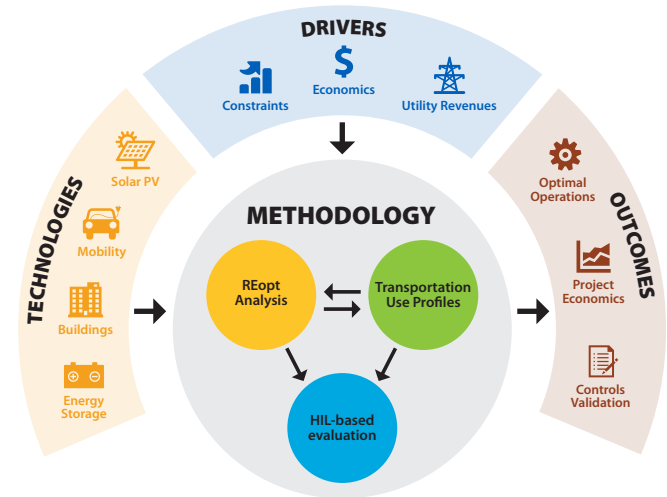 DRIVERS
Constraints
$
Economics
Utility Revenues
TECHNOLOGIES
Solar PV
Mobility
Buildings
Energy
Storage
METHODOLOGY
REopt
Analysis
Transportation
Use Profiles
HIL-based
evaluation
OUTCOMES
Optimal
Operations
Project
Economics
Controls
Validation